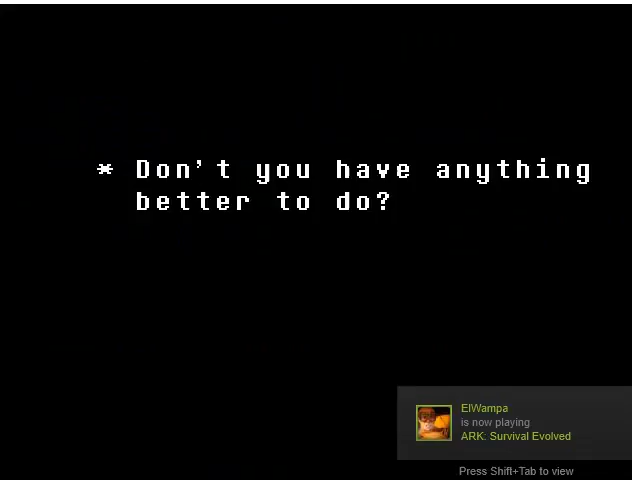 * Don't you have anything
better to do?
ElWampa
is now playing
ARK: Survival Evolved
Press Shift+Tab to view